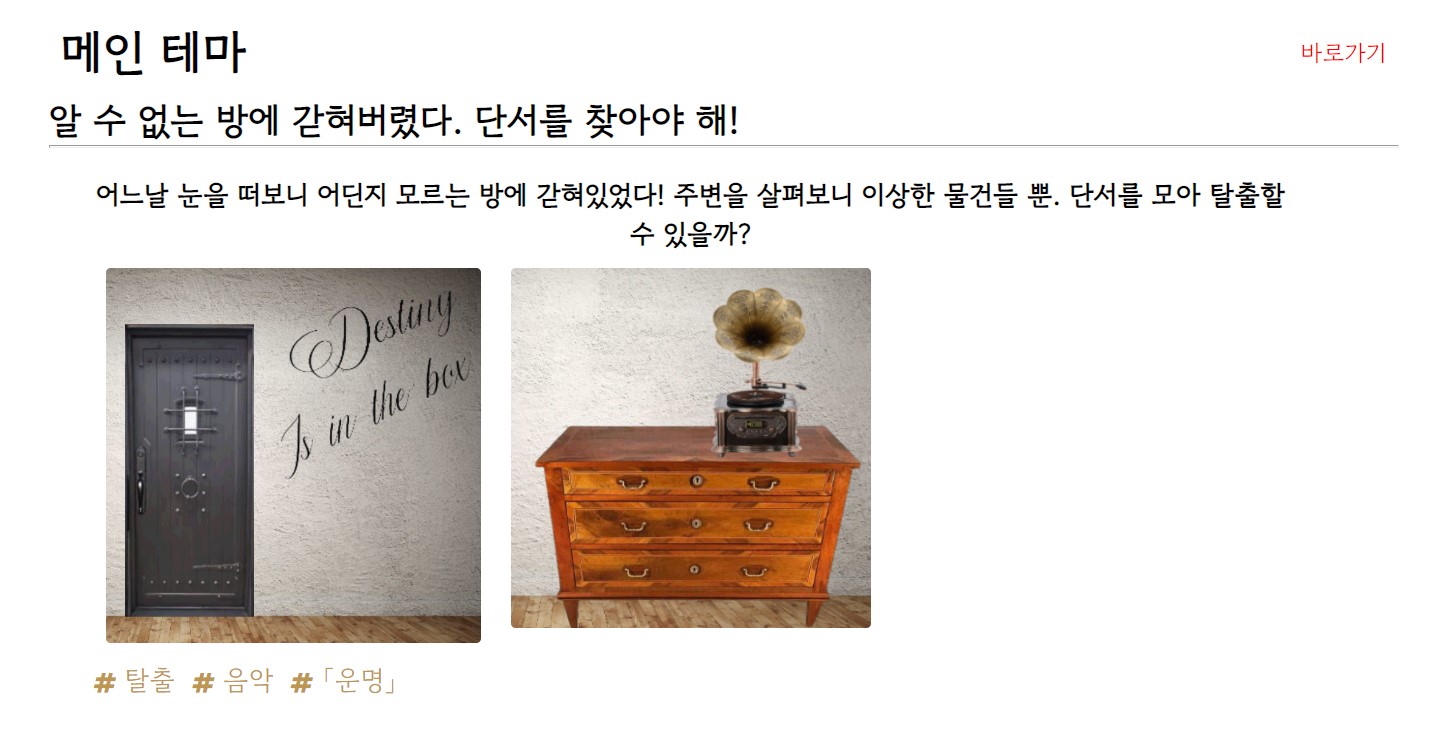 메인 테마
바로가기
알 수 없는 방에 갇혀버렸다. 단서를 찾아야 해!
어느날 눈을 떠보니 어딘지 모르는 방에 갇혀있었다! 주변을 살펴보니 이상한 물건들 뿐. 단서를 모아 탈출할
수 있을까?
Destiny
Is in the box
# 탈출 # 음악 #「운명」